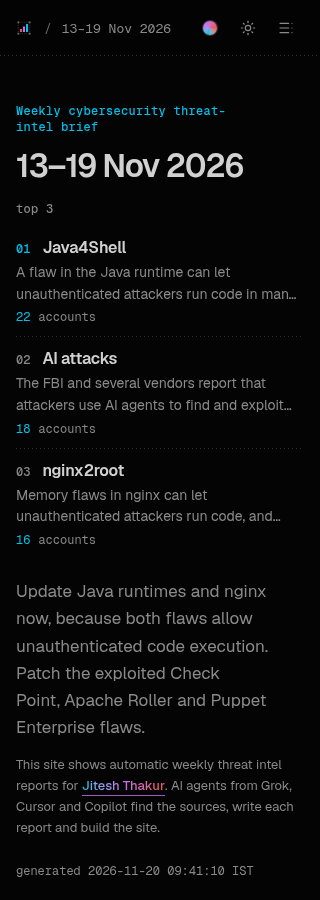 / 13–19 Nov 2026
Weekly cybersecurity threat-
intel brief
13–19 Nov 2026
top 3
01 Java4Shell
A flaw in the Java runtime can let
unauthenticated attackers run code in man…
22 accounts
02 AI attacks
The FBI and several vendors report that
attackers use AI agents to find and exploit…
18 accounts
03 nginx2root
Memory flaws in nginx can let
unauthenticated attackers run code, and…
16 accounts
Update Java runtimes and nginx
now, because both flaws allow
unauthenticated code execution.
Patch the exploited Check
Point, Apache Roller and Puppet
Enterprise flaws.
This site shows automatic weekly threat intel
reports for Jitesh Thakur. AI agents from Grok,
Cursor and Copilot find the sources, write each
report and build the site.
generated 2026-11-20 09:41:10 IST